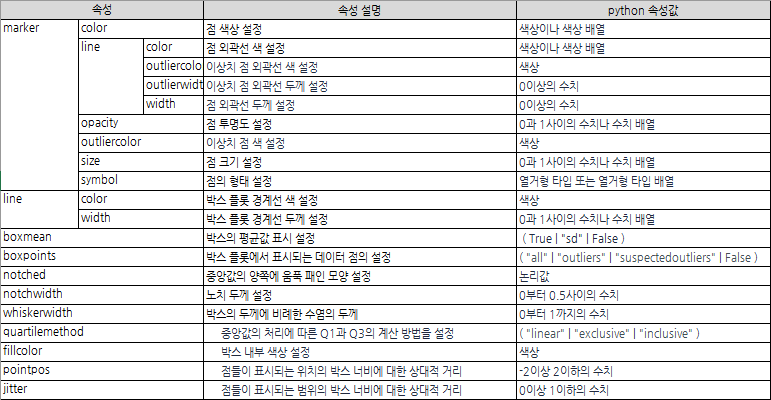 속성 속성 설명 python 속성값
marker color 점 색상 설정 색상이나 색상 배열
line color 점 외곽선 색 설정 색상이나 색상 배열
outliercolo 이상치 점 외곽선 색 설정 색상
outlierwidt 이상치 점 외곽선 두께 설정 0이상의 수치
width 점 외곽선 두께 설정 0이상의 수치
opacity 점 투명도 설정 0과 1사이의 수치나 수치 배열
outliercolor 이상치 점 색 설정 색상
size 점 크기 설정 0과 1사이의 수치나 수치 배열
symbol 점의 형태 설정 열거형 타입 또는 열거형 타입 배열
line color 박스 플롯 경계선 색 설정 색상
width 박스 플롯 경계선 두께 설정 0과 1사이의 수치나 수치 배열
boxmean 박스의 평균값 표시 설정 ( True | "sd" | False )
boxpoints 박스 플롯에서 표시되는 데이터 점의 설정 ( "all" | "outliers" | "suspectedoutliers" | False )
notched 중앙값의 양쪽에 움푹 패인 모양 설정 논리값
notchwidth 노치 두께 설정 0부터 0.5사이의 수치
whiskerwidth 박스의 두께에 비례한 수염의 두께 0부터 1까지의 수치
quartilemethod 중앙값의 처리에 따른 Q1과 Q3의 계산 방법을 설정 ( "linear" | "exclusive" | "inclusive" )
fillcolor 박스 내부 색상 설정 색상
pointpos 점들이 표시되는 위치의 박스 너비에 대한 상대적 거리 -2이상 2이하의 수치
jitter 점들이 표시되는 범위의 박스 너비에 대한 상대적 거리 0이상 1이하의 수치